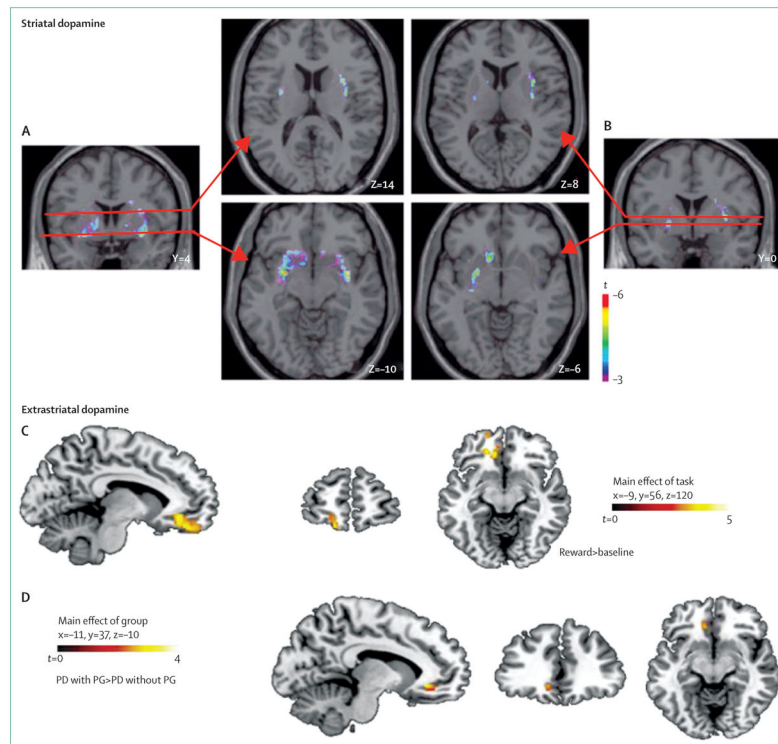 Striatal dopamine
A
Y=4
Z=14
Z=8
B
Y=0
Z=–10
Z=–6
t
–6
–3
Extrastriatal dopamine
C
Main effect of task
x=–9, y=56, z=120
t=0
5
Reward>baseline
D
Main effect of group
x=–11, y=37, z=–10
t=0
4
PD with PG>PD without PG